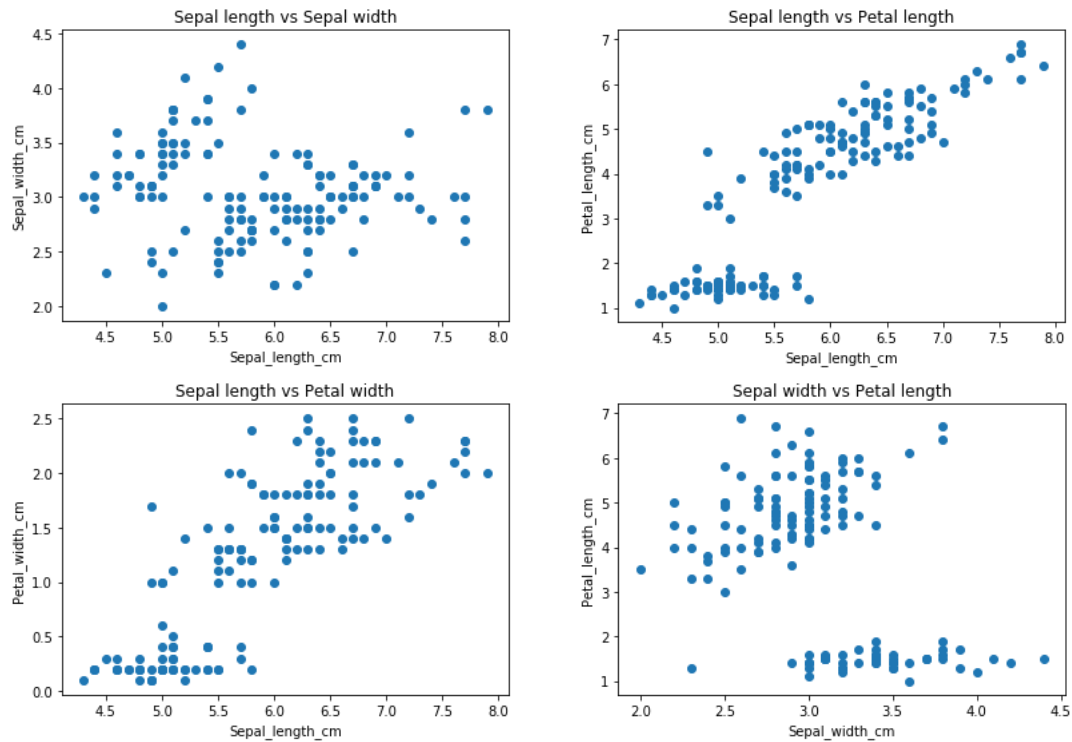 Sepal length vs Sepal width
4.5
4.0
3.5
3.0
2.5
2.0
Sepal_width_cm
4.5 5.0 5.5 6.0 6.5 7.0 7.5 8.0
Sepal_length_cm
Sepal length vs Petal length
7
6
5
4
3
2
1
Petal_length_cm
4.5 5.0 5.5 6.0 6.5 7.0 7.5 8.0
Sepal_length_cm
Sepal length vs Petal width
2.5
2.0
1.5
1.0
0.5
0.0
Petal_width_cm
4.5 5.0 5.5 6.0 6.5 7.0 7.5 8.0
Sepal_length_cm
Sepal width vs Petal length
7
6
5
4
3
2
1
Petal_length_cm
2.0 2.5 3.0 3.5 4.0 4.5
Sepal_width_cm